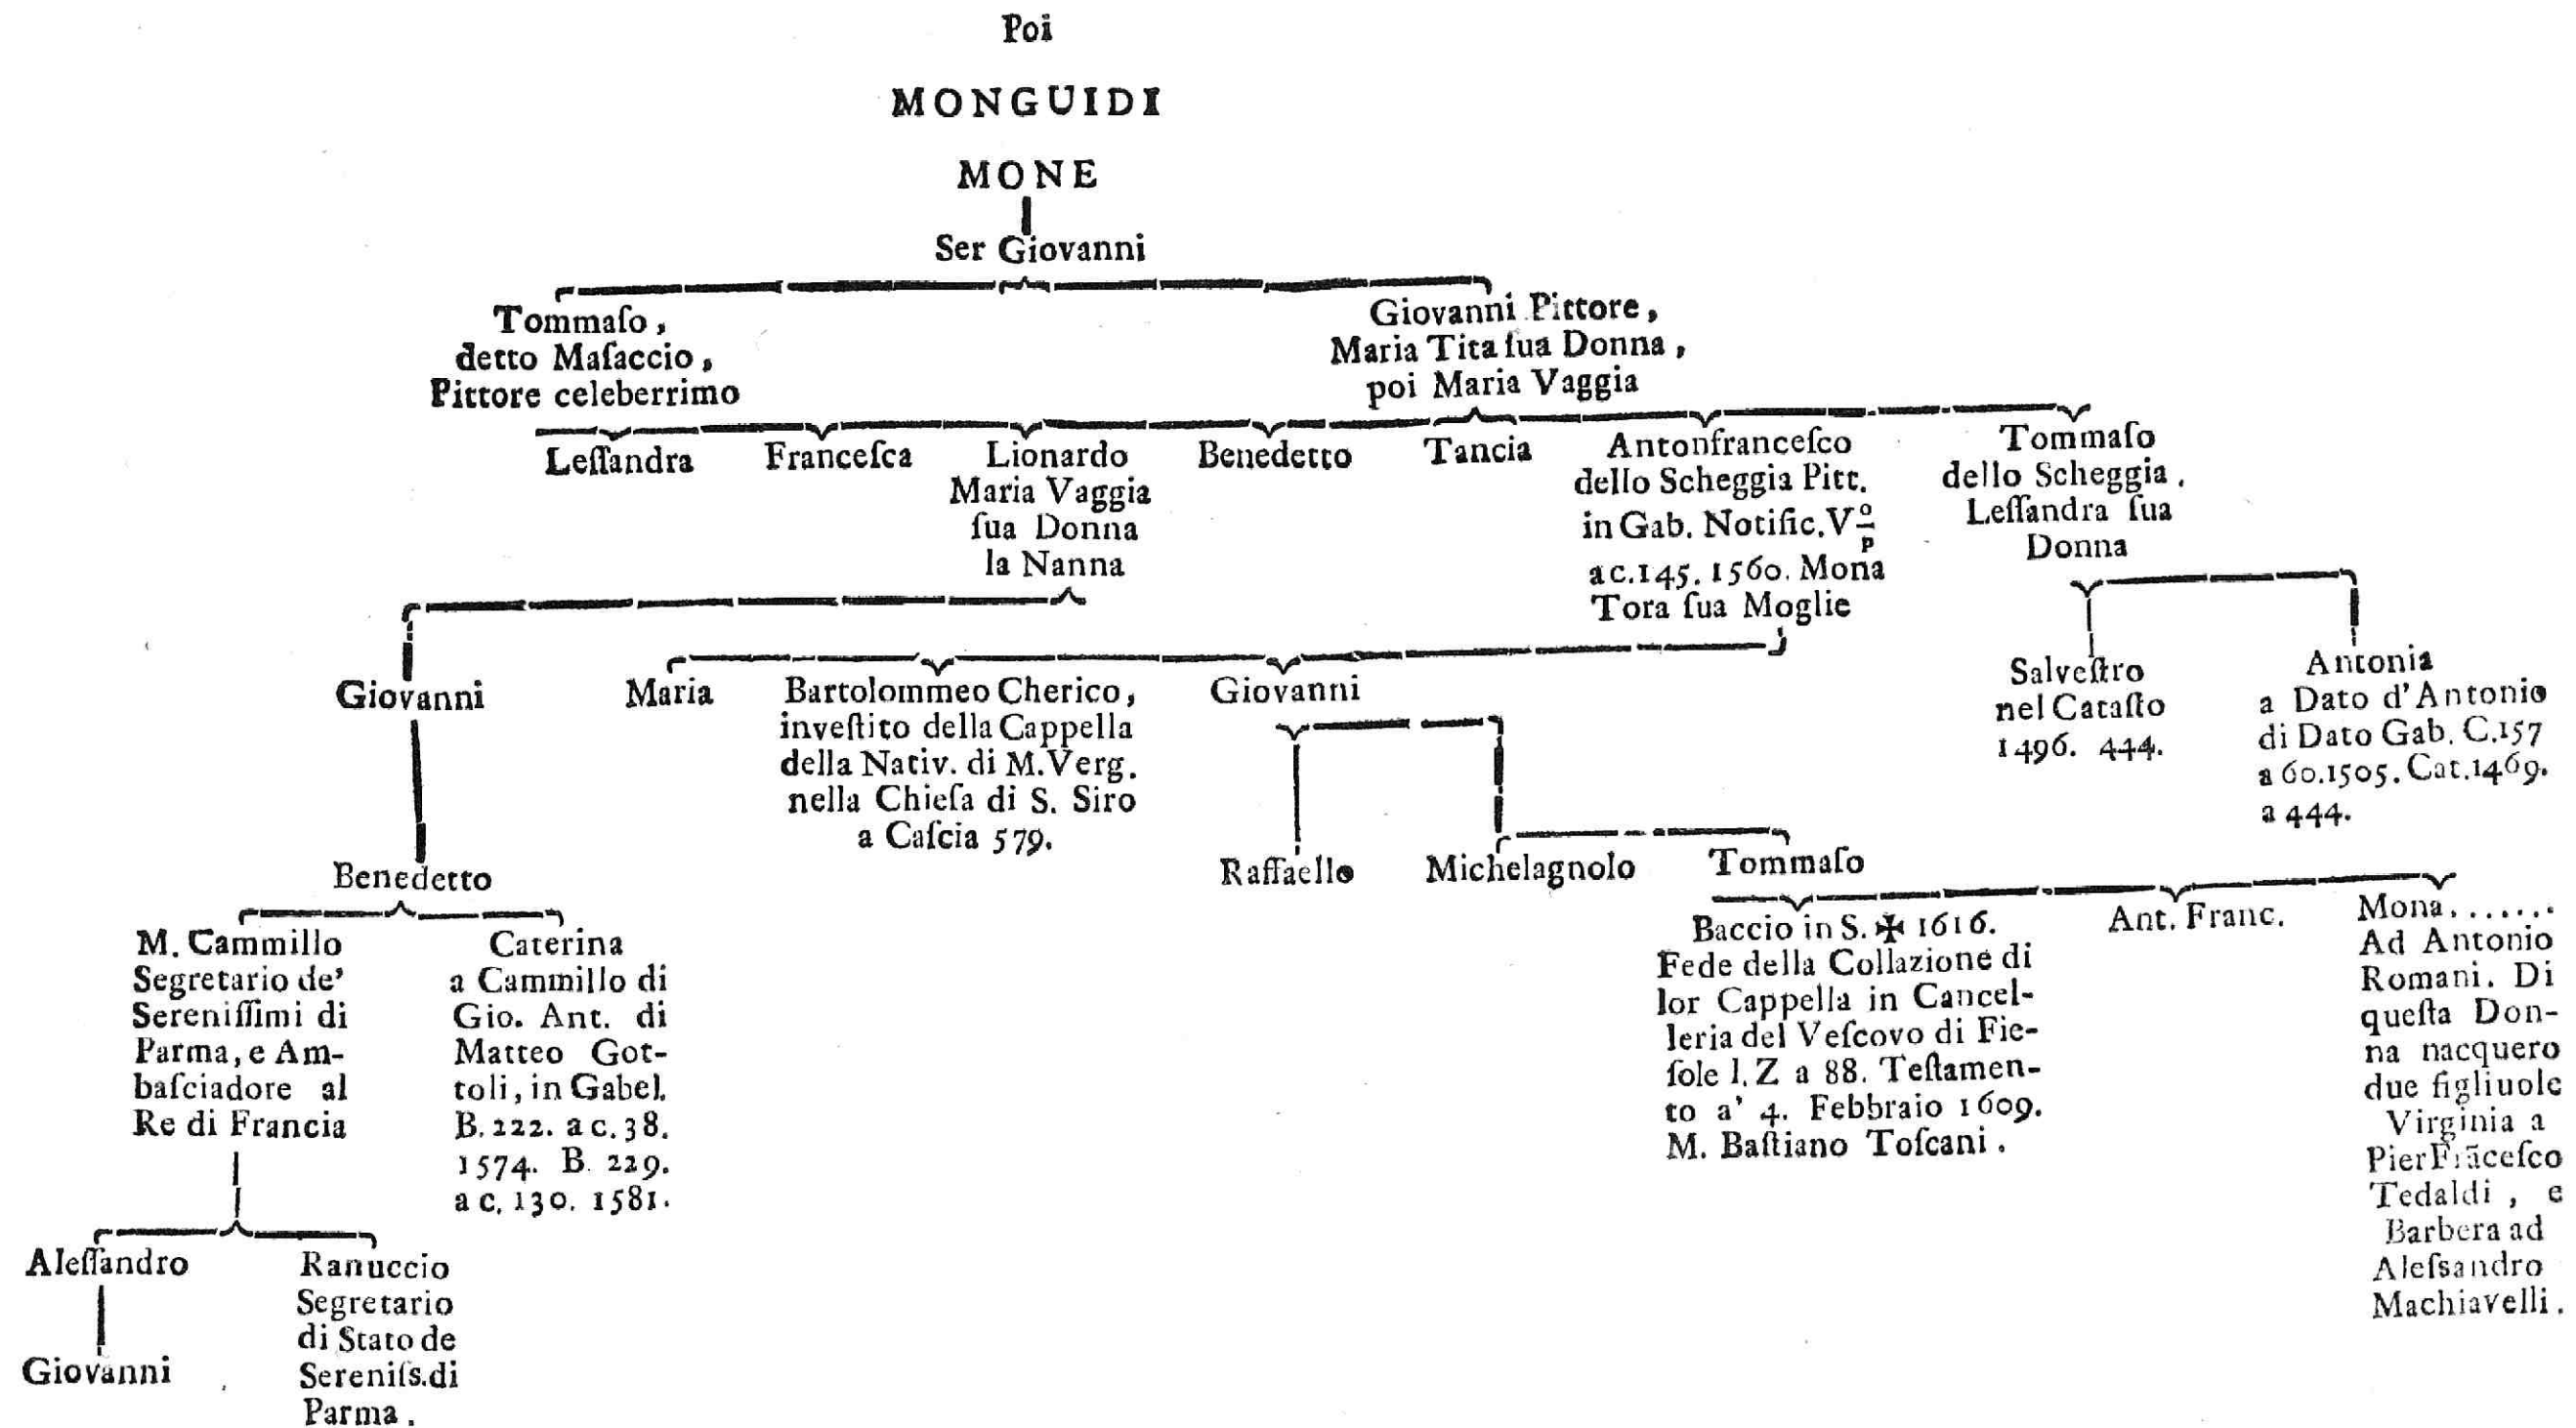 Poi
MONGUIDI
MONE
Ser Giovanni
Tommaſo ,
detto Maſaccio ,
Pittore celeberrimo
Giovanni Pittore ,
Maria Tita ſua Donna ,
poi Maria Vaggia
Leſſandra
Franceſca
Lionardo
Maria Vaggia
ſua Donna
la Nanna
Benedetto
Tancia
Antonfranceſco
dello Scheggia Pitt.
in Gab. Notific. V o
p
a c. 145. 1560. Mona
Tora ſua Moglie
Tommaſo
dello Scheggia .
Leſſandra ſua
Donna
Giovanni
Maria
Bartolommeo Cherico ,
inveſtito della Cappella
della Nativ. di M. Verg.
nella Chieſa di S. Siro
a Caſcia 579.
Giovanni
Salveſtro
nel Cataſto
1496. 444.
Antonia
a Dato d'Antonio
di Dato Gab. C.157
a 60.1505. Cat.1469.
a 444.
Benedetto
Raffaello
Michelagnolo
Tommaſo
M. Cammillo
Segretario de'
Sereniſſimi di
Parma, e Am-
baſciadore al
Re di Francia
Caterina
a Cammillo di
Gio. Ant. di
Matteo Got-
toli, in Gabel.
B. 222. a c. 38.
1574. B. 229.
a c. 130. 1581.
Baccio in S. ✠ 1616.
Fede della Collazione di
lor Cappella in Cancel-
leria del Veſcovo di Fie-
ſole l. Z a 88. Teſtamen-
to a' 4. Febbraio 1609.
M. Baſtiano Toſcani .
Ant. Franc.
Mona. . . . . . .
Ad Antonio
Romani. Di
queſta Don-
na nacquero
due figliuole
Virginia a
Pier Frãceſco
Tedaldi , e
Barbera ad
Aleſsandro
Machiavelli .
Aleſſandro
Ranuccio
Segretario
di Stato de
Sereniſs. di
Parma .
Giovanni